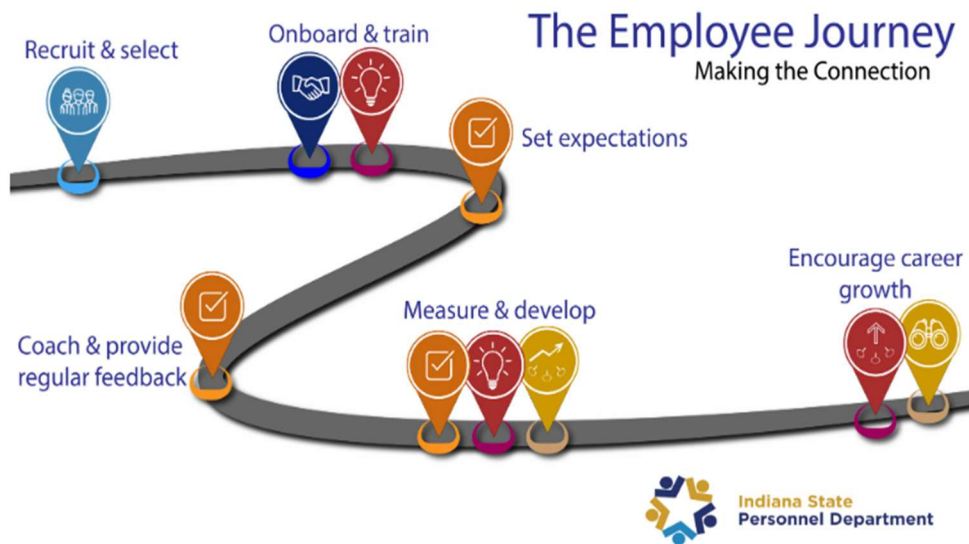 The Employee Journey
Making the Connection
Recruit & select
Onboard & train
Set expectations
Coach & provide
regular feedback
Measure & develop
Encourage career
growth
Indiana State
Personnel Department